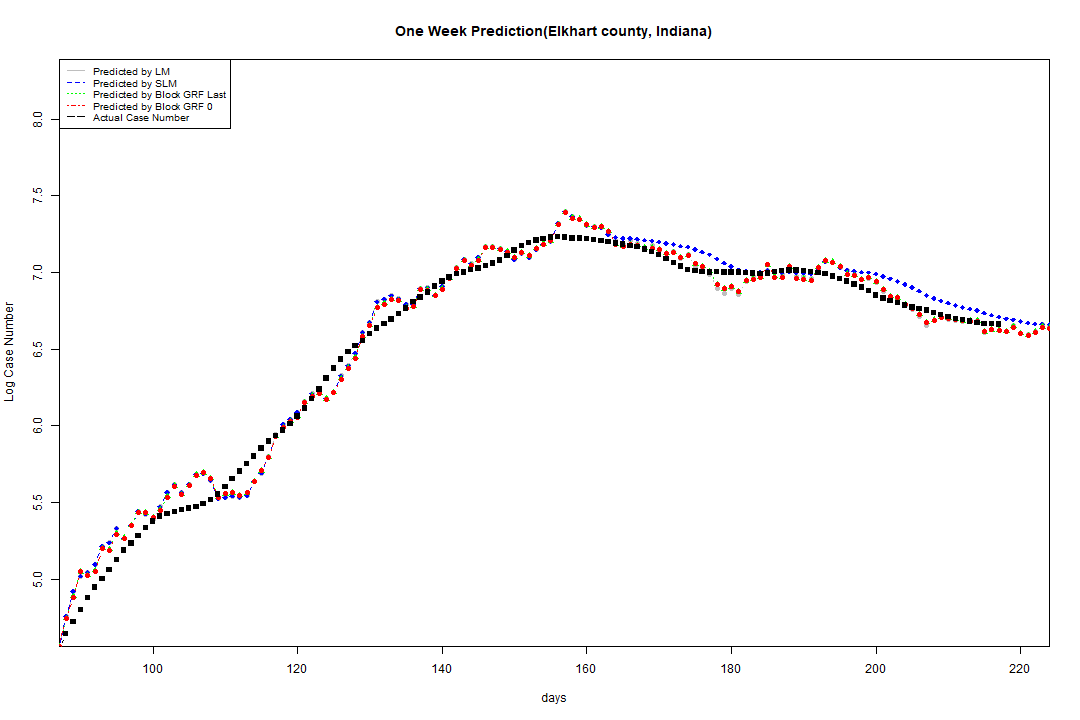 One Week Prediction(Elkhart county, Indiana)
Predicted by LM
Predicted by SLM
Predicted by Block GRF Last
Predicted by Block GRF 0
Actual Case Number
8.0
7.5
7.0
6.5
6.0
5.5
5.0
Log Case Number
100 120 140 160 180 200 220
days